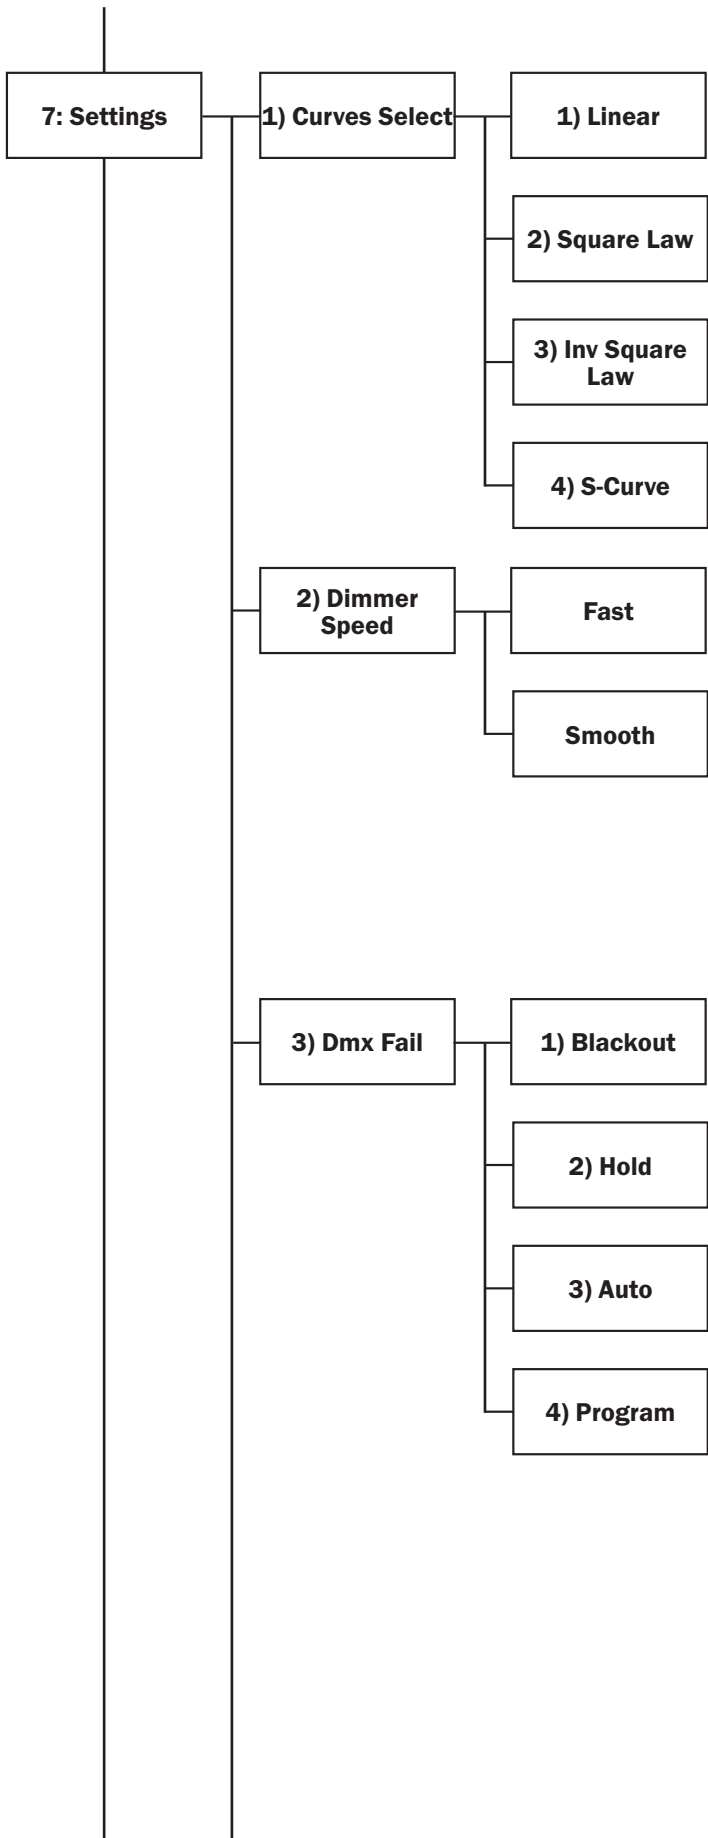 7: Settings
1) Curves Select
1) Linear
2) Square Law
3) Inv Square
Law
4) S-Curve
2) Dimmer
Speed
Fast
Smooth
3) Dmx Fail
1) Blackout
2) Hold
3) Auto
4) Program